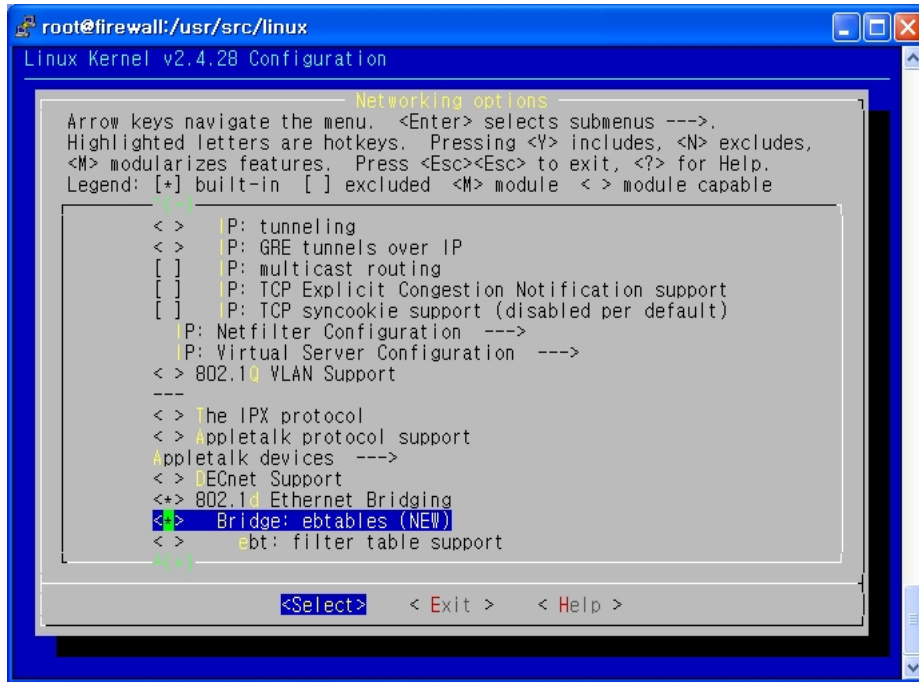 root@firewall:/usr/src/linux
Linux Kernel v2.4.28 Configuration
Networking options
Arrow keys navigate the menu.  <Enter> selects submenus --->.
Highlighted letters are hotkeys.  Pressing <Y> includes, <N> excludes,
<M> modularizes features.  Press <Esc><Esc> to exit, <?> for Help.
Legend: [*] built-in  [ ] excluded  <M> module  < > module capable
^(-)
< >   IP: tunneling
< >   IP: GRE tunnels over IP
[ ]   IP: multicast routing
[ ]   IP: TCP Explicit Congestion Notification support
[ ]   IP: TCP syncookie support (disabled per default)
IP: Netfilter Configuration  --->
IP: Virtual Server Configuration  --->
< > 802.1Q VLAN Support
---
< > The IPX protocol
< > Appletalk protocol support
Appletalk devices  --->
< > DECnet Support
<*> 802.1d Ethernet Bridging
<*>   Bridge: ebtables (NEW)
< >     ebt: filter table support
v(+)
<Select>    < Exit >    < Help >